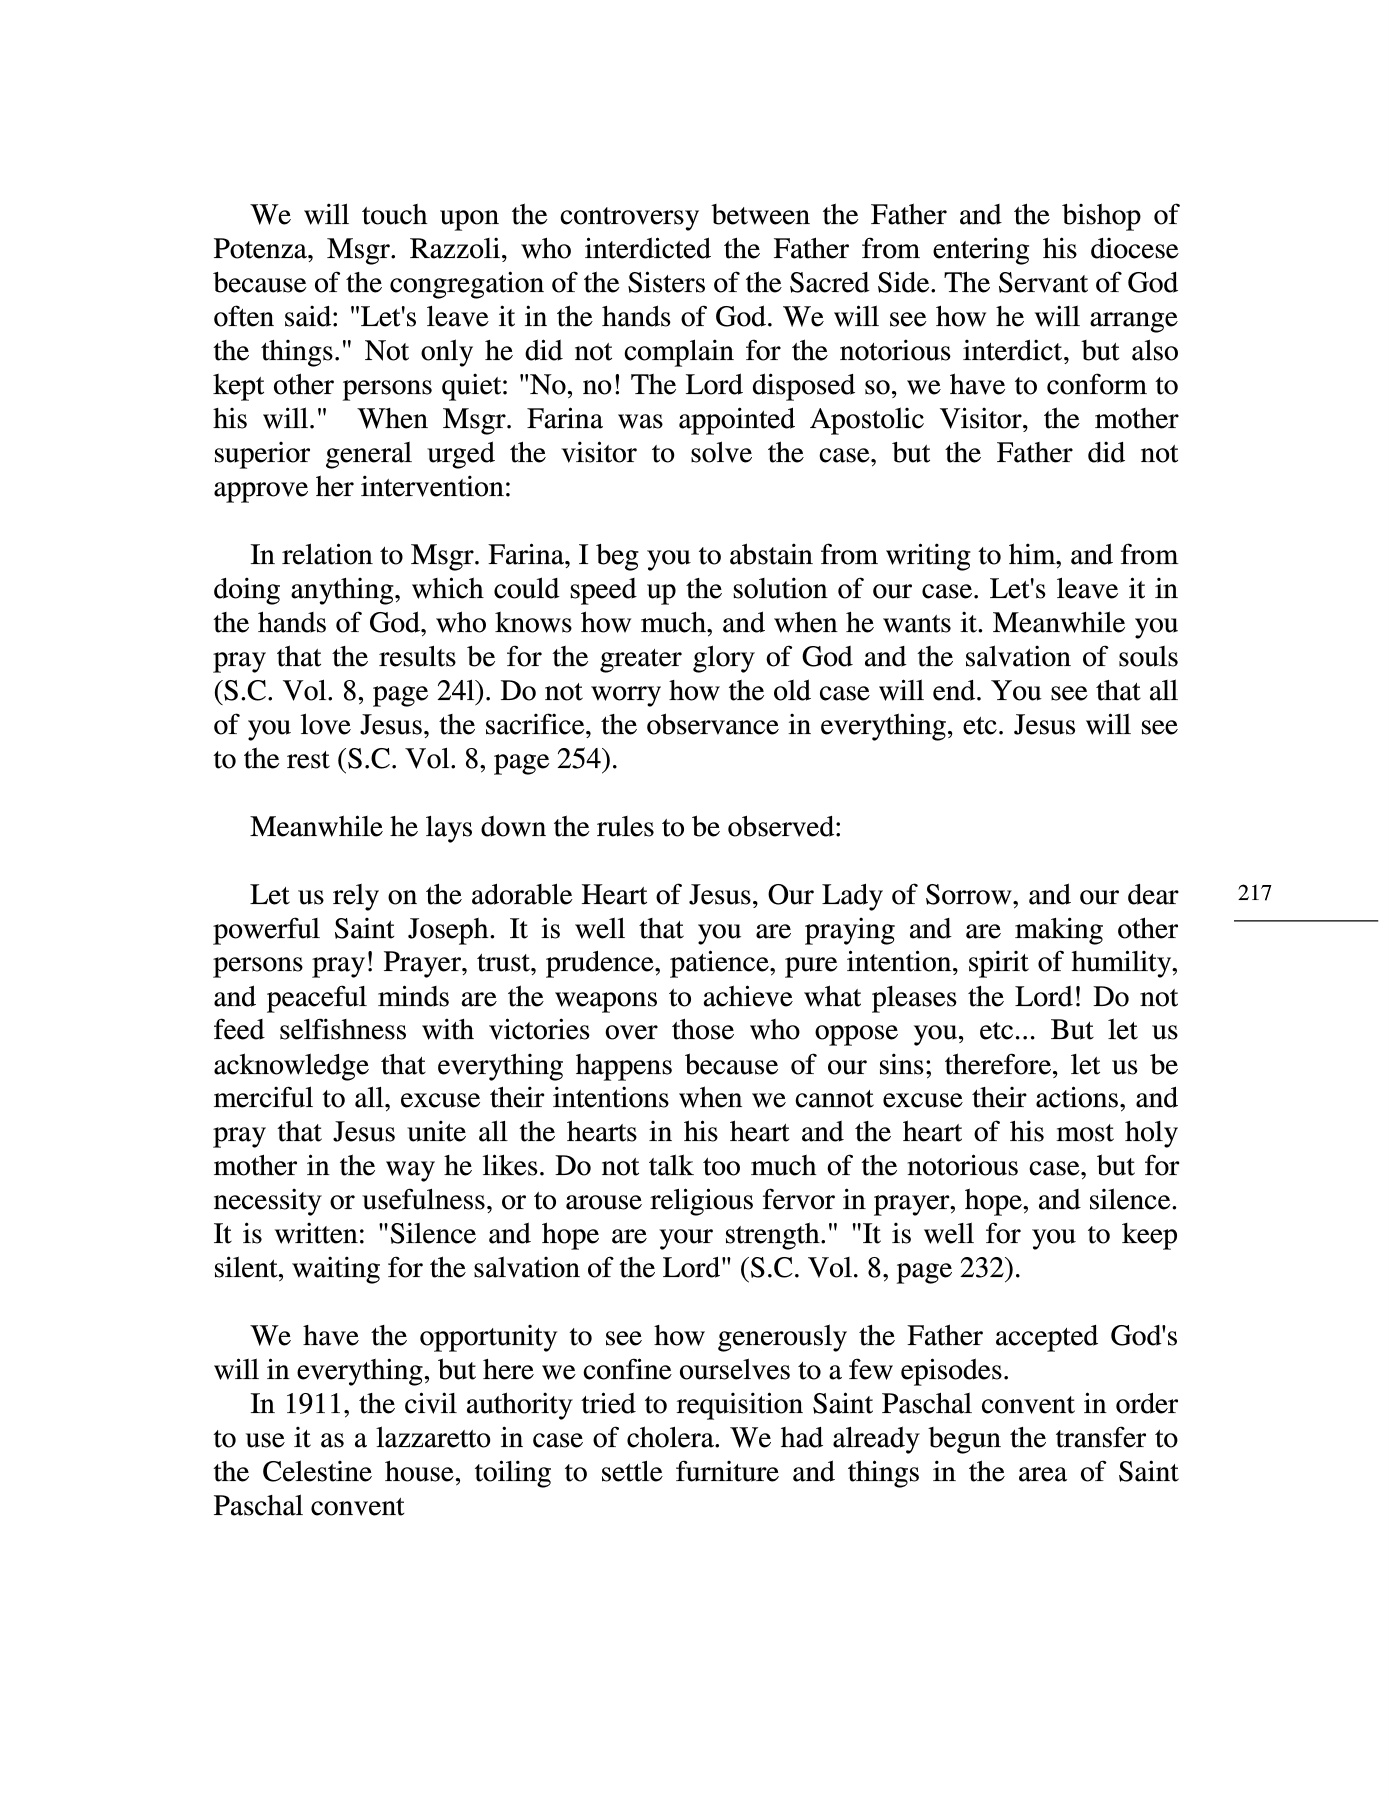 We will touch upon the controversy between the Father and the bishop of
Potenza, Msgr. Razzoli, who interdicted the Father from entering his diocese
because of the congregation of the Sisters of the Sacred Side. The Servant of God
often said: "Let's leave it in the hands of God. We will see how he will arrange
the things." Not only he did not complain for the notorious interdict, but also
kept other persons quiet: "No, no! The Lord disposed so, we have to conform to
his will."  When Msgr. Farina was appointed Apostolic Visitor, the mother
superior general urged the visitor to solve the case, but the Father did not
approve her intervention:
In relation to Msgr. Farina, I beg you to abstain from writing to him, and from
doing anything, which could speed up the solution of our case. Let's leave it in
the hands of God, who knows how much, and when he wants it. Meanwhile you
pray that the results be for the greater glory of God and the salvation of souls
(S.C. Vol. 8, page 24l). Do not worry how the old case will end. You see that all
of you love Jesus, the sacrifice, the observance in everything, etc. Jesus will see
to the rest (S.C. Vol. 8, page 254).
Meanwhile he lays down the rules to be observed:
Let us rely on the adorable Heart of Jesus, Our Lady of Sorrow, and our dear
217
powerful Saint Joseph. It is well that you are praying and are making other
persons pray! Prayer, trust, prudence, patience, pure intention, spirit of humility,
and peaceful minds are the weapons to achieve what pleases the Lord! Do not
feed selfishness with victories over those who oppose you, etc... But let us
acknowledge that everything happens because of our sins; therefore, let us be
merciful to all, excuse their intentions when we cannot excuse their actions, and
pray that Jesus unite all the hearts in his heart and the heart of his most holy
mother in the way he likes. Do not talk too much of the notorious case, but for
necessity or usefulness, or to arouse religious fervor in prayer, hope, and silence.
It is written: "Silence and hope are your strength." "It is well for you to keep
silent, waiting for the salvation of the Lord" (S.C. Vol. 8, page 232).
We have the opportunity to see how generously the Father accepted God's
will in everything, but here we confine ourselves to a few episodes.
In 1911, the civil authority tried to requisition Saint Paschal convent in order
to use it as a lazzaretto in case of cholera. We had already begun the transfer to
the Celestine house, toiling to settle furniture and things in the area of Saint
Paschal convent